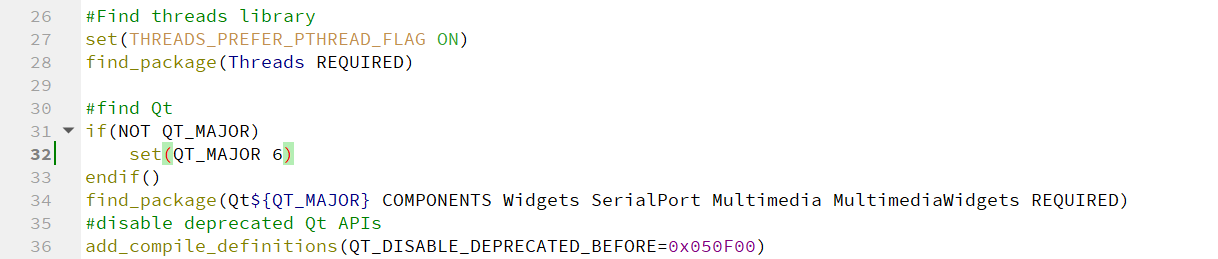 26 #Find threads library
27 set(THREADS_PREFER_PTHREAD_FLAG ON)
28 find_package(Threads REQUIRED)
29
30 #find Qt
31 if(NOT QT_MAJOR)
32     set(QT_MAJOR 6)
33 endif()
34 find_package(Qt${QT_MAJOR} COMPONENTS Widgets SerialPort Multimedia MultimediaWidgets REQUIRED)
35 #disable deprecated Qt APIs
36 add_compile_definitions(QT_DISABLE_DEPRECATED_BEFORE=0x050F00)